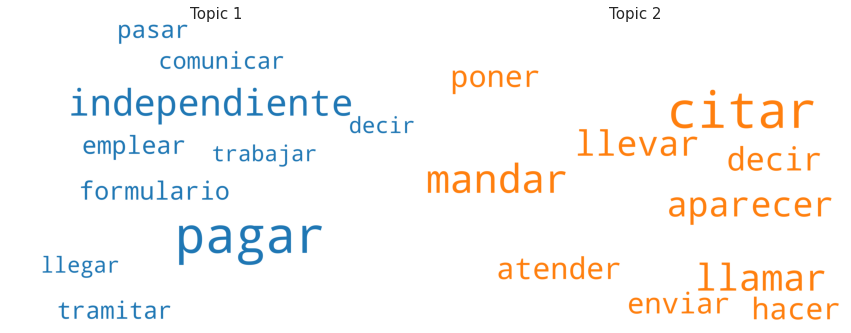 Topic 1
pasar
comunicar
independiente
decir
emplear
trabajar
formulario
pagar
llegar
tramitar
Topic 2
poner
citar
llevar
decir
mandar
aparecer
atender
llamar
enviar
hacer